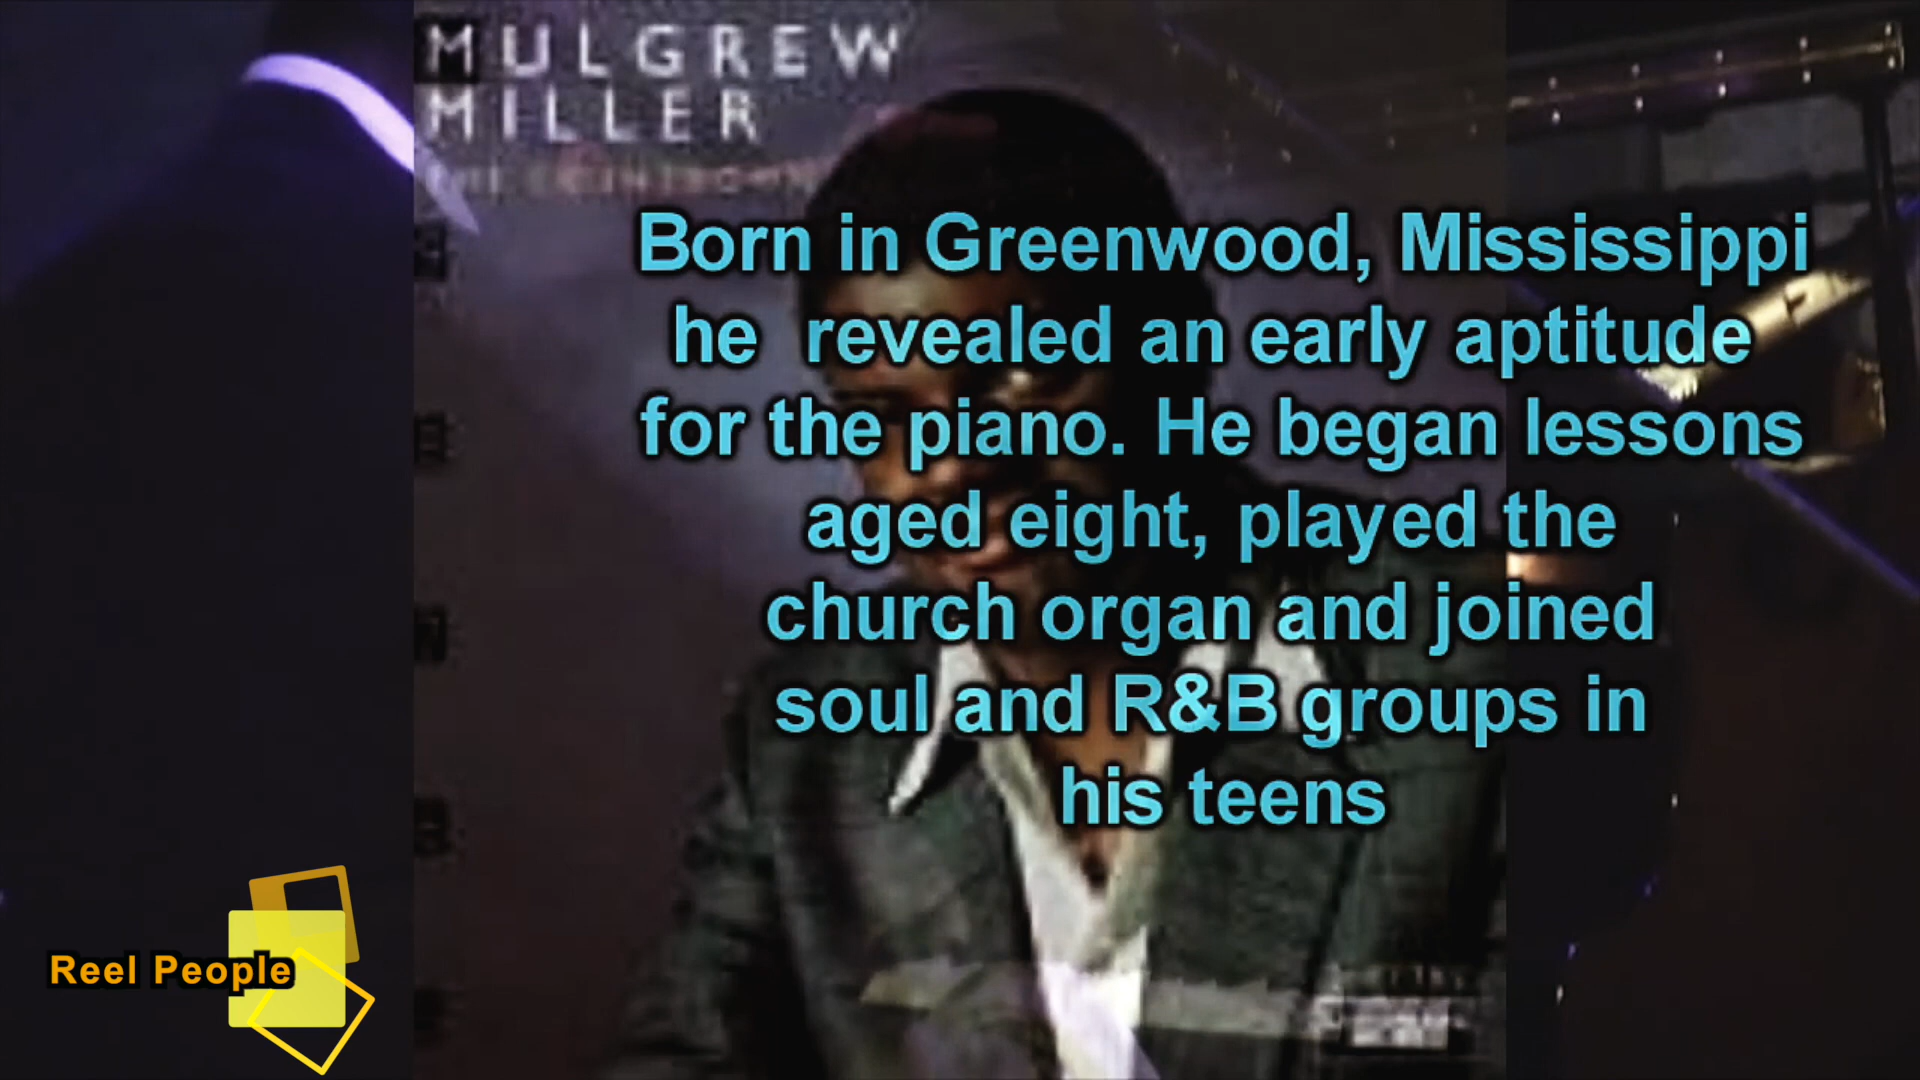 MULGREW
MILLER
Born in Greenwood, Mississippi
he revealed an early aptitude
for the piano. He began lessons
aged eight, played the
church organ and joined
soul and R&B groups in
his teens
Reel People